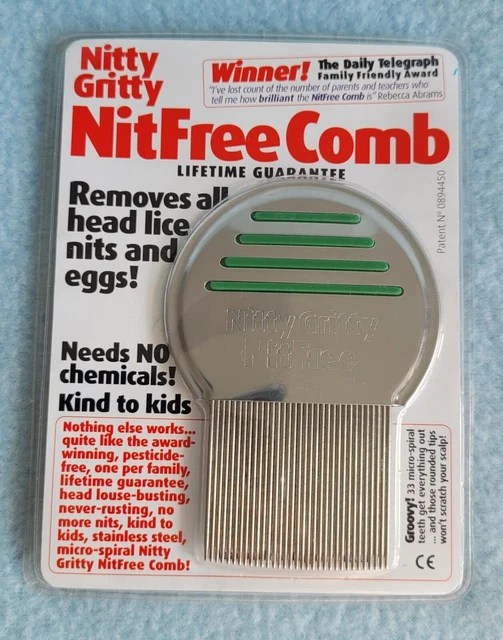 Nitty
Gritty
Winner! The Daily Telegraph
Family Friendly Award
"I've lost count of the number of parents and teachers who
tell me how brilliant the NitFree Comb is" Rebecca Abrams
NitFree Comb
LIFETIME GUARANTEE
Removes all
head lice
nits and
eggs!
Patent Nº 0894450
Nitty Gritty
NitFree
Needs NO
chemicals!
Kind to kids
Nothing else works...
quite like the award-
winning, pesticide-
free, one per family,
lifetime guarantee,
head louse-busting,
never-rusting, no
more nits, kind to
kids, stainless steel,
micro-spiral Nitty
Gritty NitFree Comb!
Groovy! 33 micro-spiral
teeth get everything out
... and those rounded tips
won't scratch your scalp!
CE